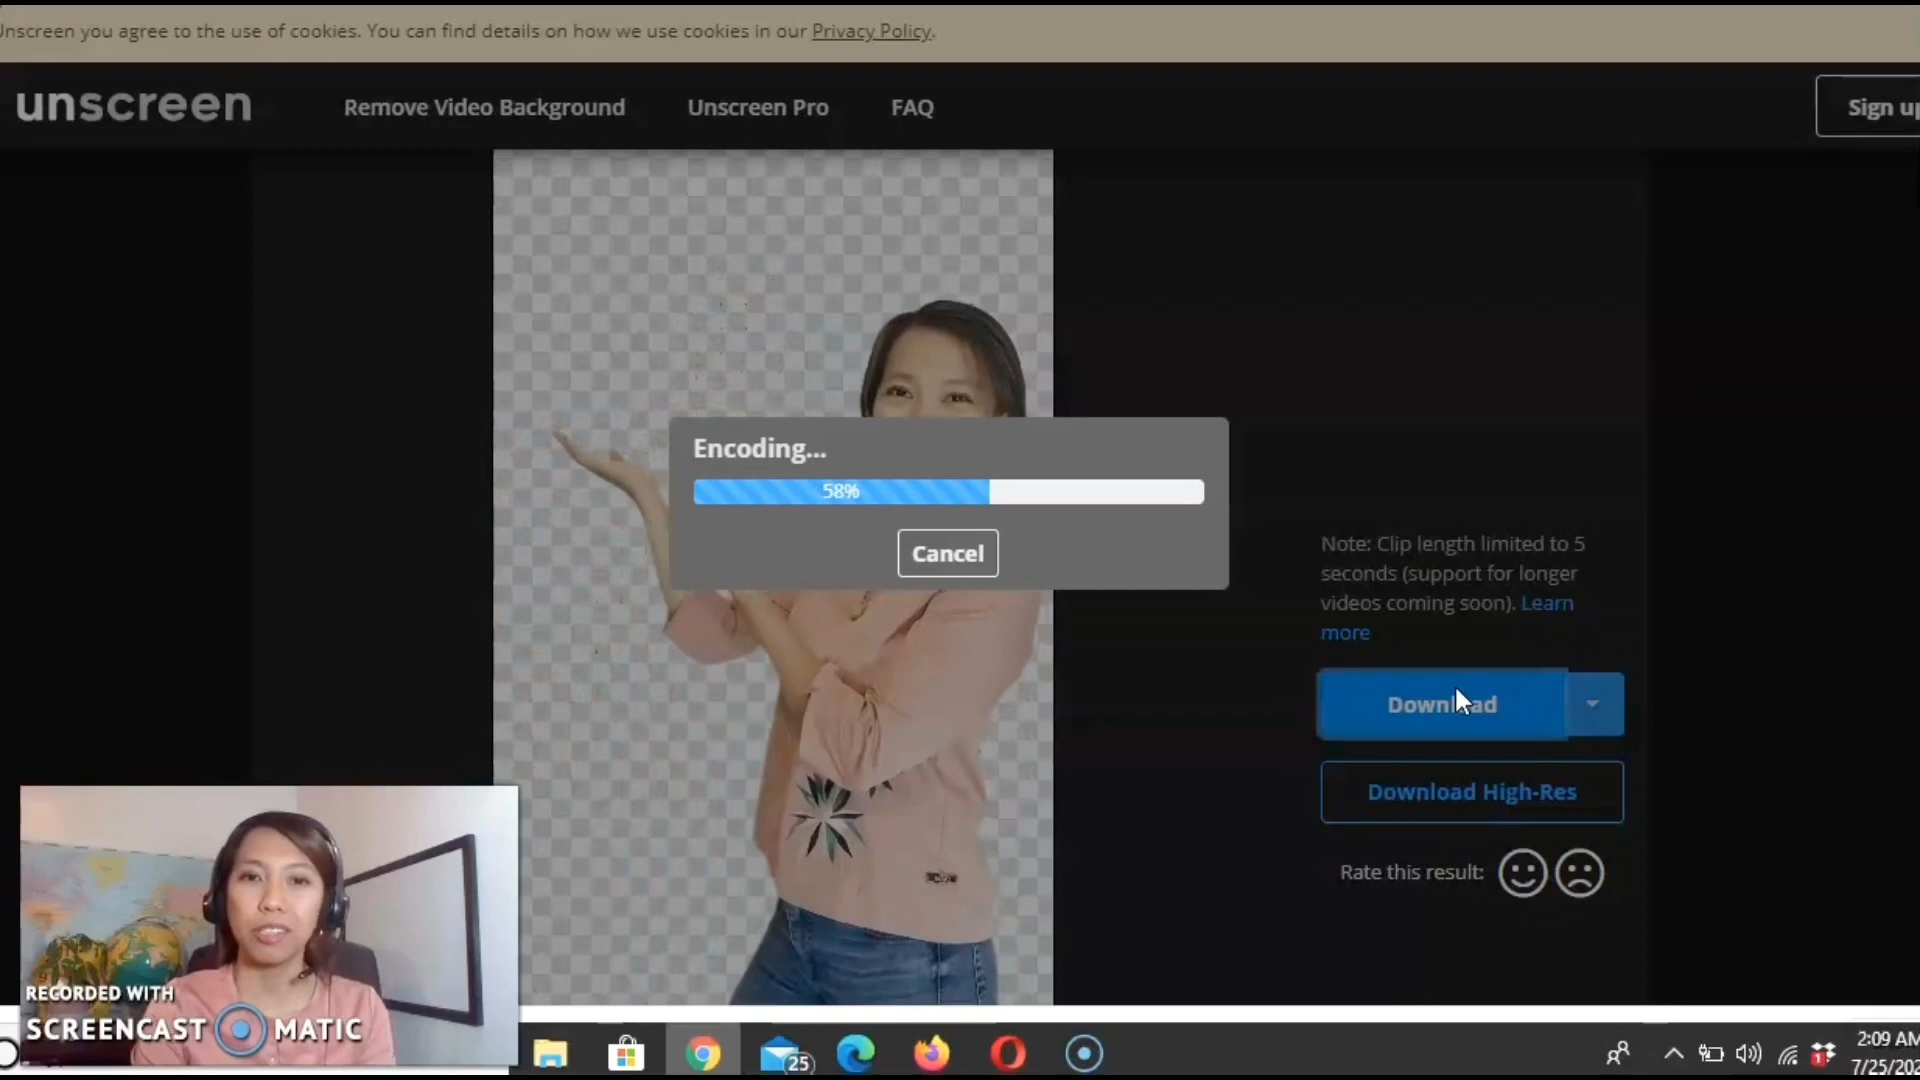 Unscreen you agree to the use of cookies. You can find details on how we use cookies in our Privacy Policy.
unscreen
Remove Video Background
Unscreen Pro
FAQ
Sign up
Encoding...
58%
Cancel
Note: Clip length limited to 5
seconds (support for longer
videos coming soon). Learn
more
Download
Download High-Res
Rate this result:
RECORDED WITH
SCREENCAST MATIC
25
1
2:09 AM
7/25/202